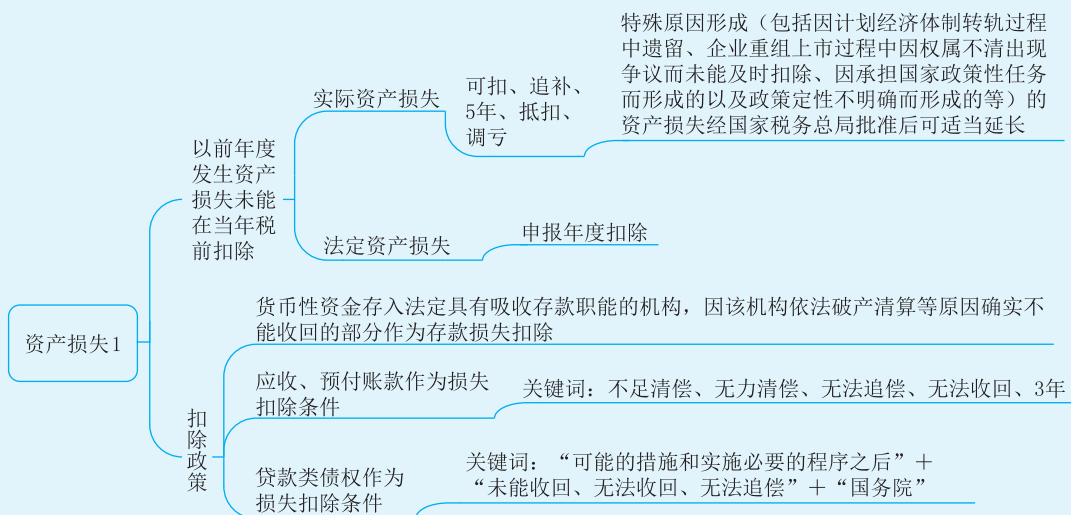 资产损失1
以前年度
发生资产
损失未能
在当年税
前扣除
实际资产损失
可扣、追补、
5年、抵扣、
调亏
特殊原因形成（包括因计划经济体制转轨过程
中遗留、企业重组上市过程中因权属不清出现
争议而未能及时扣除、因承担国家政策性任务
而形成的以及政策定性不明确而形成的等）的
资产损失经国家税务总局批准后可适当延长
法定资产损失
申报年度扣除
扣除政策
货币性资金存入法定具有吸收存款职能的机构，因该机构依法破产清算等原因确实不
能收回的部分作为存款损失扣除
应收、预付账款作为损失
扣除条件
关键词：不足清偿、无力清偿、无法追偿、无法收回、3年
贷款类债权作为
损失扣除条件
关键词：“可能的措施和实施必要的程序之后”＋
“未能收回、无法收回、无法追偿”＋“国务院”